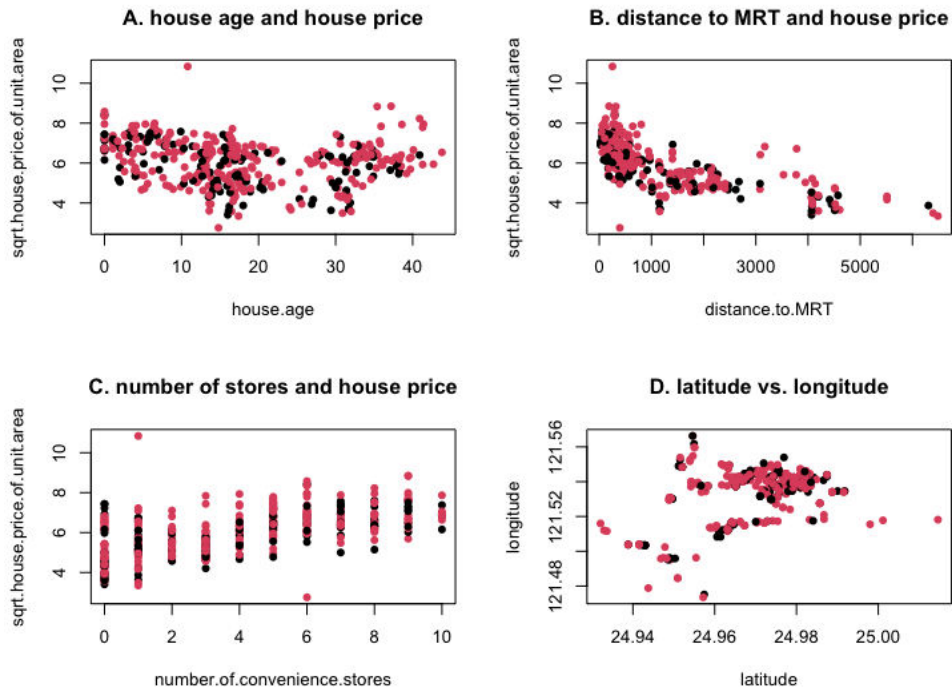 A. house age and house price
sqrt.house.price.of.unit.area
4 6 8 10
0 10 20 30 40
house.age
B. distance to MRT and house price
sqrt.house.price.of.unit.area
4 6 8 10
0 1000 3000 5000
distance.to.MRT
C. number of stores and house price
sqrt.house.price.of.unit.area
4 6 8 10
0 2 4 6 8 10
number.of.convenience.stores
D. latitude vs. longitude
longitude
121.48 121.52 121.56
24.94 24.96 24.98 25.00
latitude